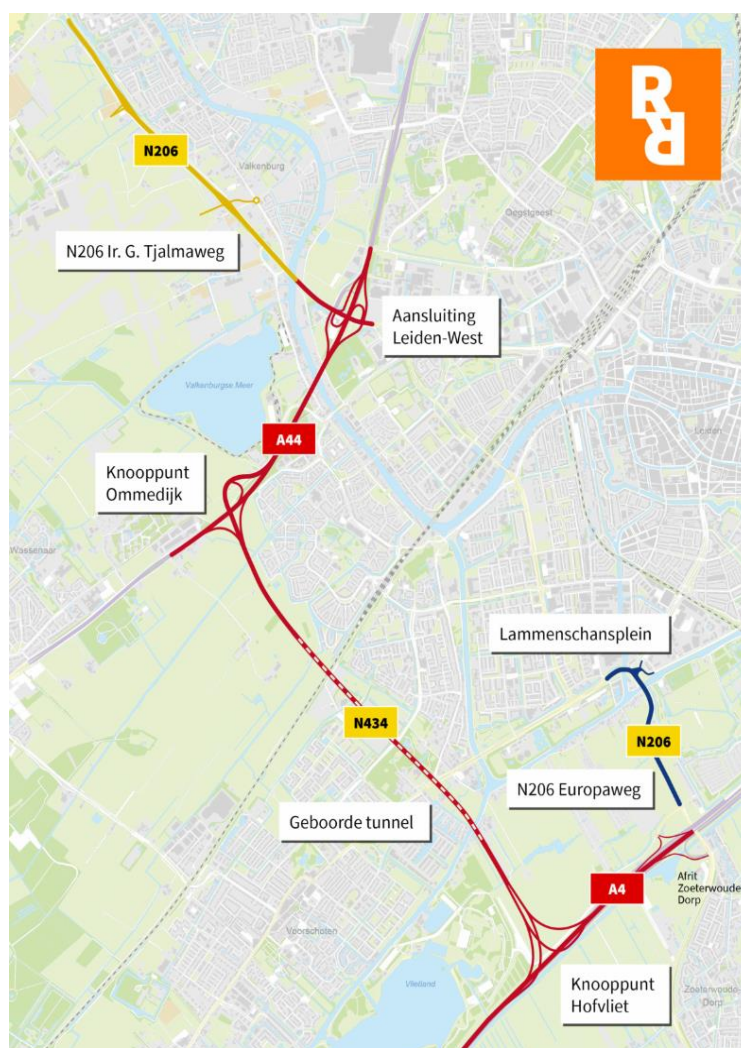 R
R
N206
Valkenburg
Oegstgeest
N206 Ir. G. Tjalmaweg
Aansluiting
Leiden-West
Valkenburgse Meer
Leiden
A44
Knooppunt
Ommedijk
Wassenaar
Lammenschansplein
N434
N206
N206 Europaweg
Geboorde tunnel
Afrit
Zoeterwoude
Dorp
A4
Voorschoten
Vlietland
Knooppunt
Hofvliet
Zoeterwoude-
Dorp